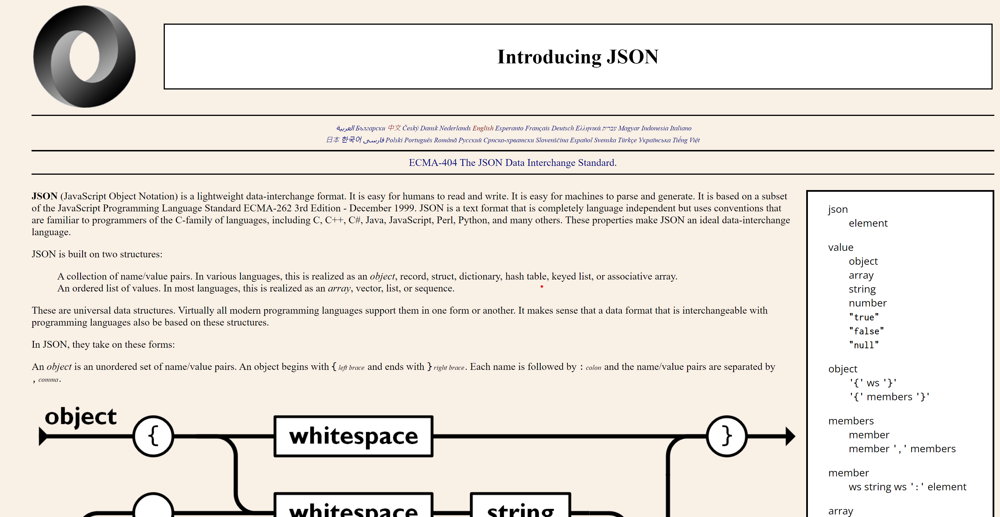 Introducing JSON
العربية Български 中文 Český Dansk Nederlands English Esperanto Français Deutsch Ελληνικά עברית Magyar Indonesia Italiano
日本 한국어 فارسی Polski Português Română Русский Српско-хрватски Slovenščina Español Svenska Türkçe Українська Tiếng Việt
ECMA-404 The JSON Data Interchange Standard.
JSON (JavaScript Object Notation) is a lightweight data-interchange format. It is easy for humans to read and write. It is easy for machines to parse and generate. It is based on a subset
of the JavaScript Programming Language Standard ECMA-262 3rd Edition - December 1999. JSON is a text format that is completely language independent but uses conventions that
are familiar to programmers of the C-family of languages, including C, C++, C#, Java, JavaScript, Perl, Python, and many others. These properties make JSON an ideal data-interchange
language.
JSON is built on two structures:
A collection of name/value pairs. In various languages, this is realized as an object, record, struct, dictionary, hash table, keyed list, or associative array.
An ordered list of values. In most languages, this is realized as an array, vector, list, or sequence.
These are universal data structures. Virtually all modern programming languages support them in one form or another. It makes sense that a data format that is interchangeable with
programming languages also be based on these structures.
In JSON, they take on these forms:
An object is an unordered set of name/value pairs. An object begins with { left brace and ends with } right brace. Each name is followed by : colon and the name/value pairs are separated by
, comma.
object
{ whitespace }
whitespace string
json
element
value
object
array
string
number
"true"
"false"
"null"
object
'{' ws '}'
'{' members '}'
members
member
member ',' members
member
ws string ws ':' element
array